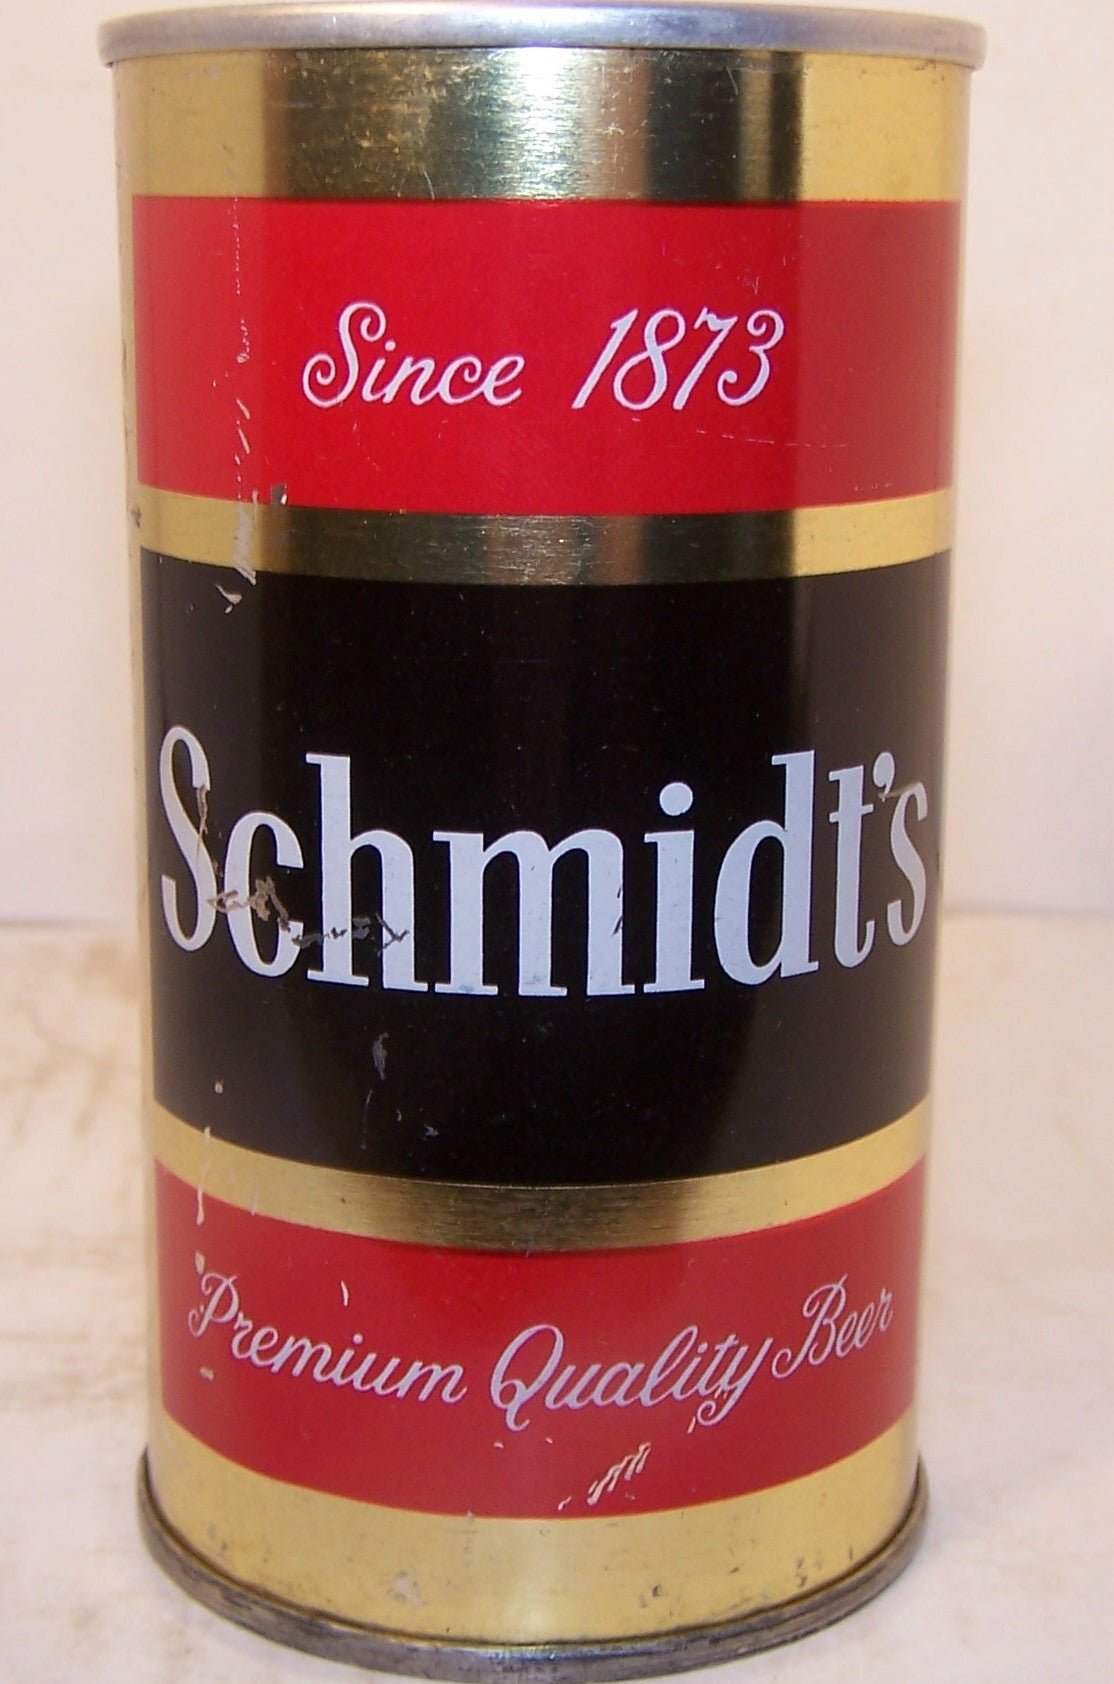 Since 1873
Schmidt's
Premium Quality Beer